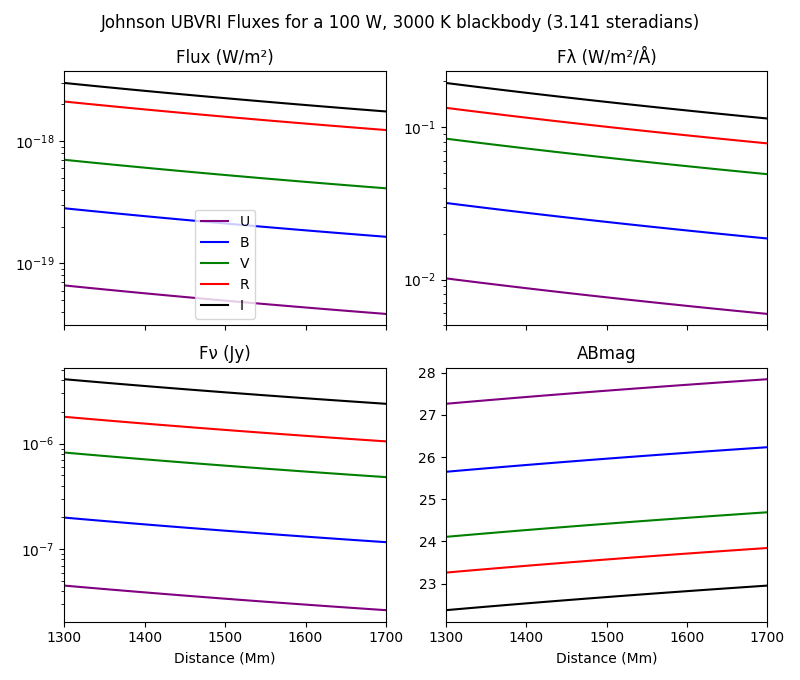 Johnson UBVRI Fluxes for a 100 W, 3000 K blackbody (3.141 steradians)
Flux (W/m²)
Fλ (W/m²/Å)
10⁻¹⁸
10⁻¹⁹
10⁻¹
10⁻²
U
B
V
R
I
Fν (Jy)
ABmag
10⁻⁶
10⁻⁷
28
27
26
25
24
23
1300 1400 1500 1600 1700
1300 1400 1500 1600 1700
Distance (Mm)
Distance (Mm)